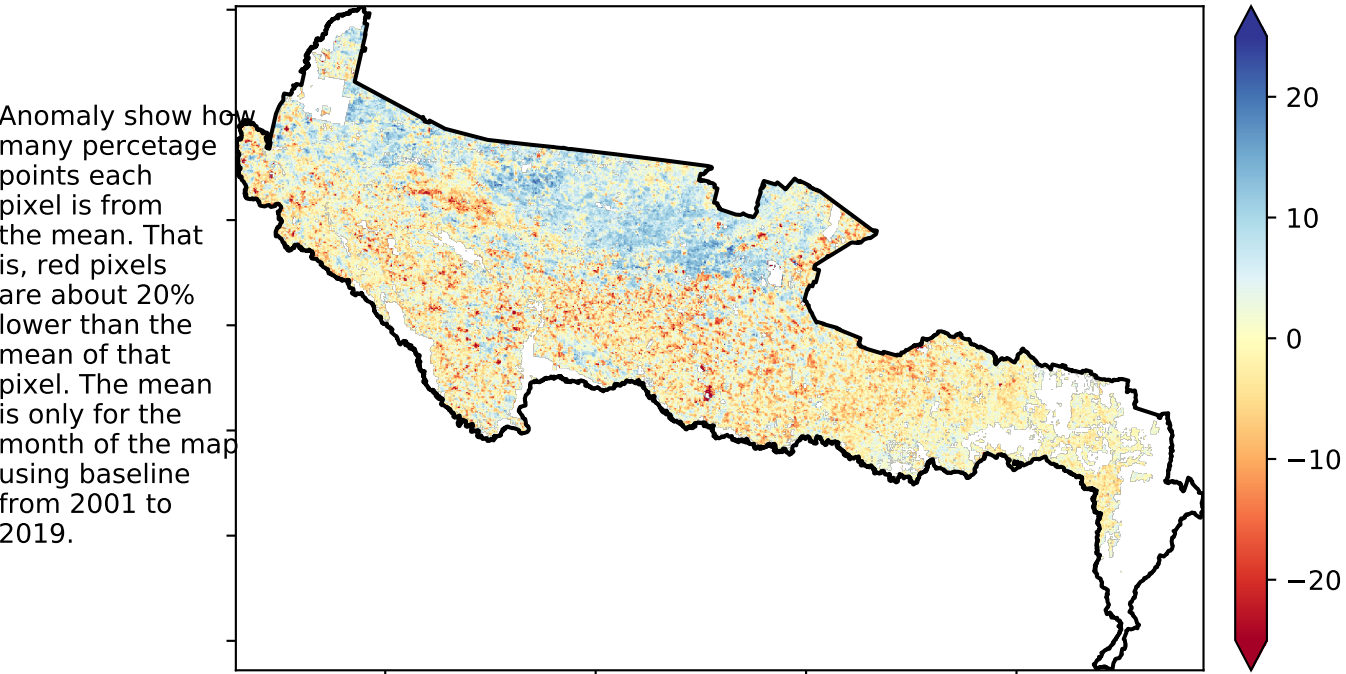 Anomaly show how
many percetage
points each
pixel is from
the mean. That
is, red pixels
are about 20%
lower than the
mean of that
pixel. The mean
is only for the
month of the map
using baseline
from 2001 to
2019.
20
10
0
−10
−20